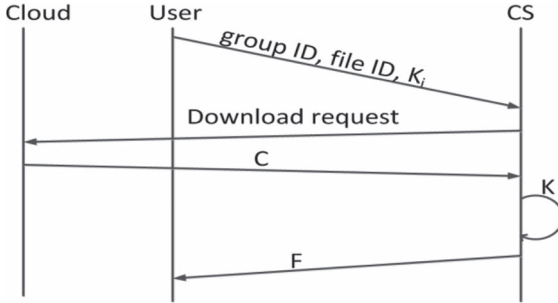 Cloud User CS
group ID, file ID, Ki
Download request
C
K
F